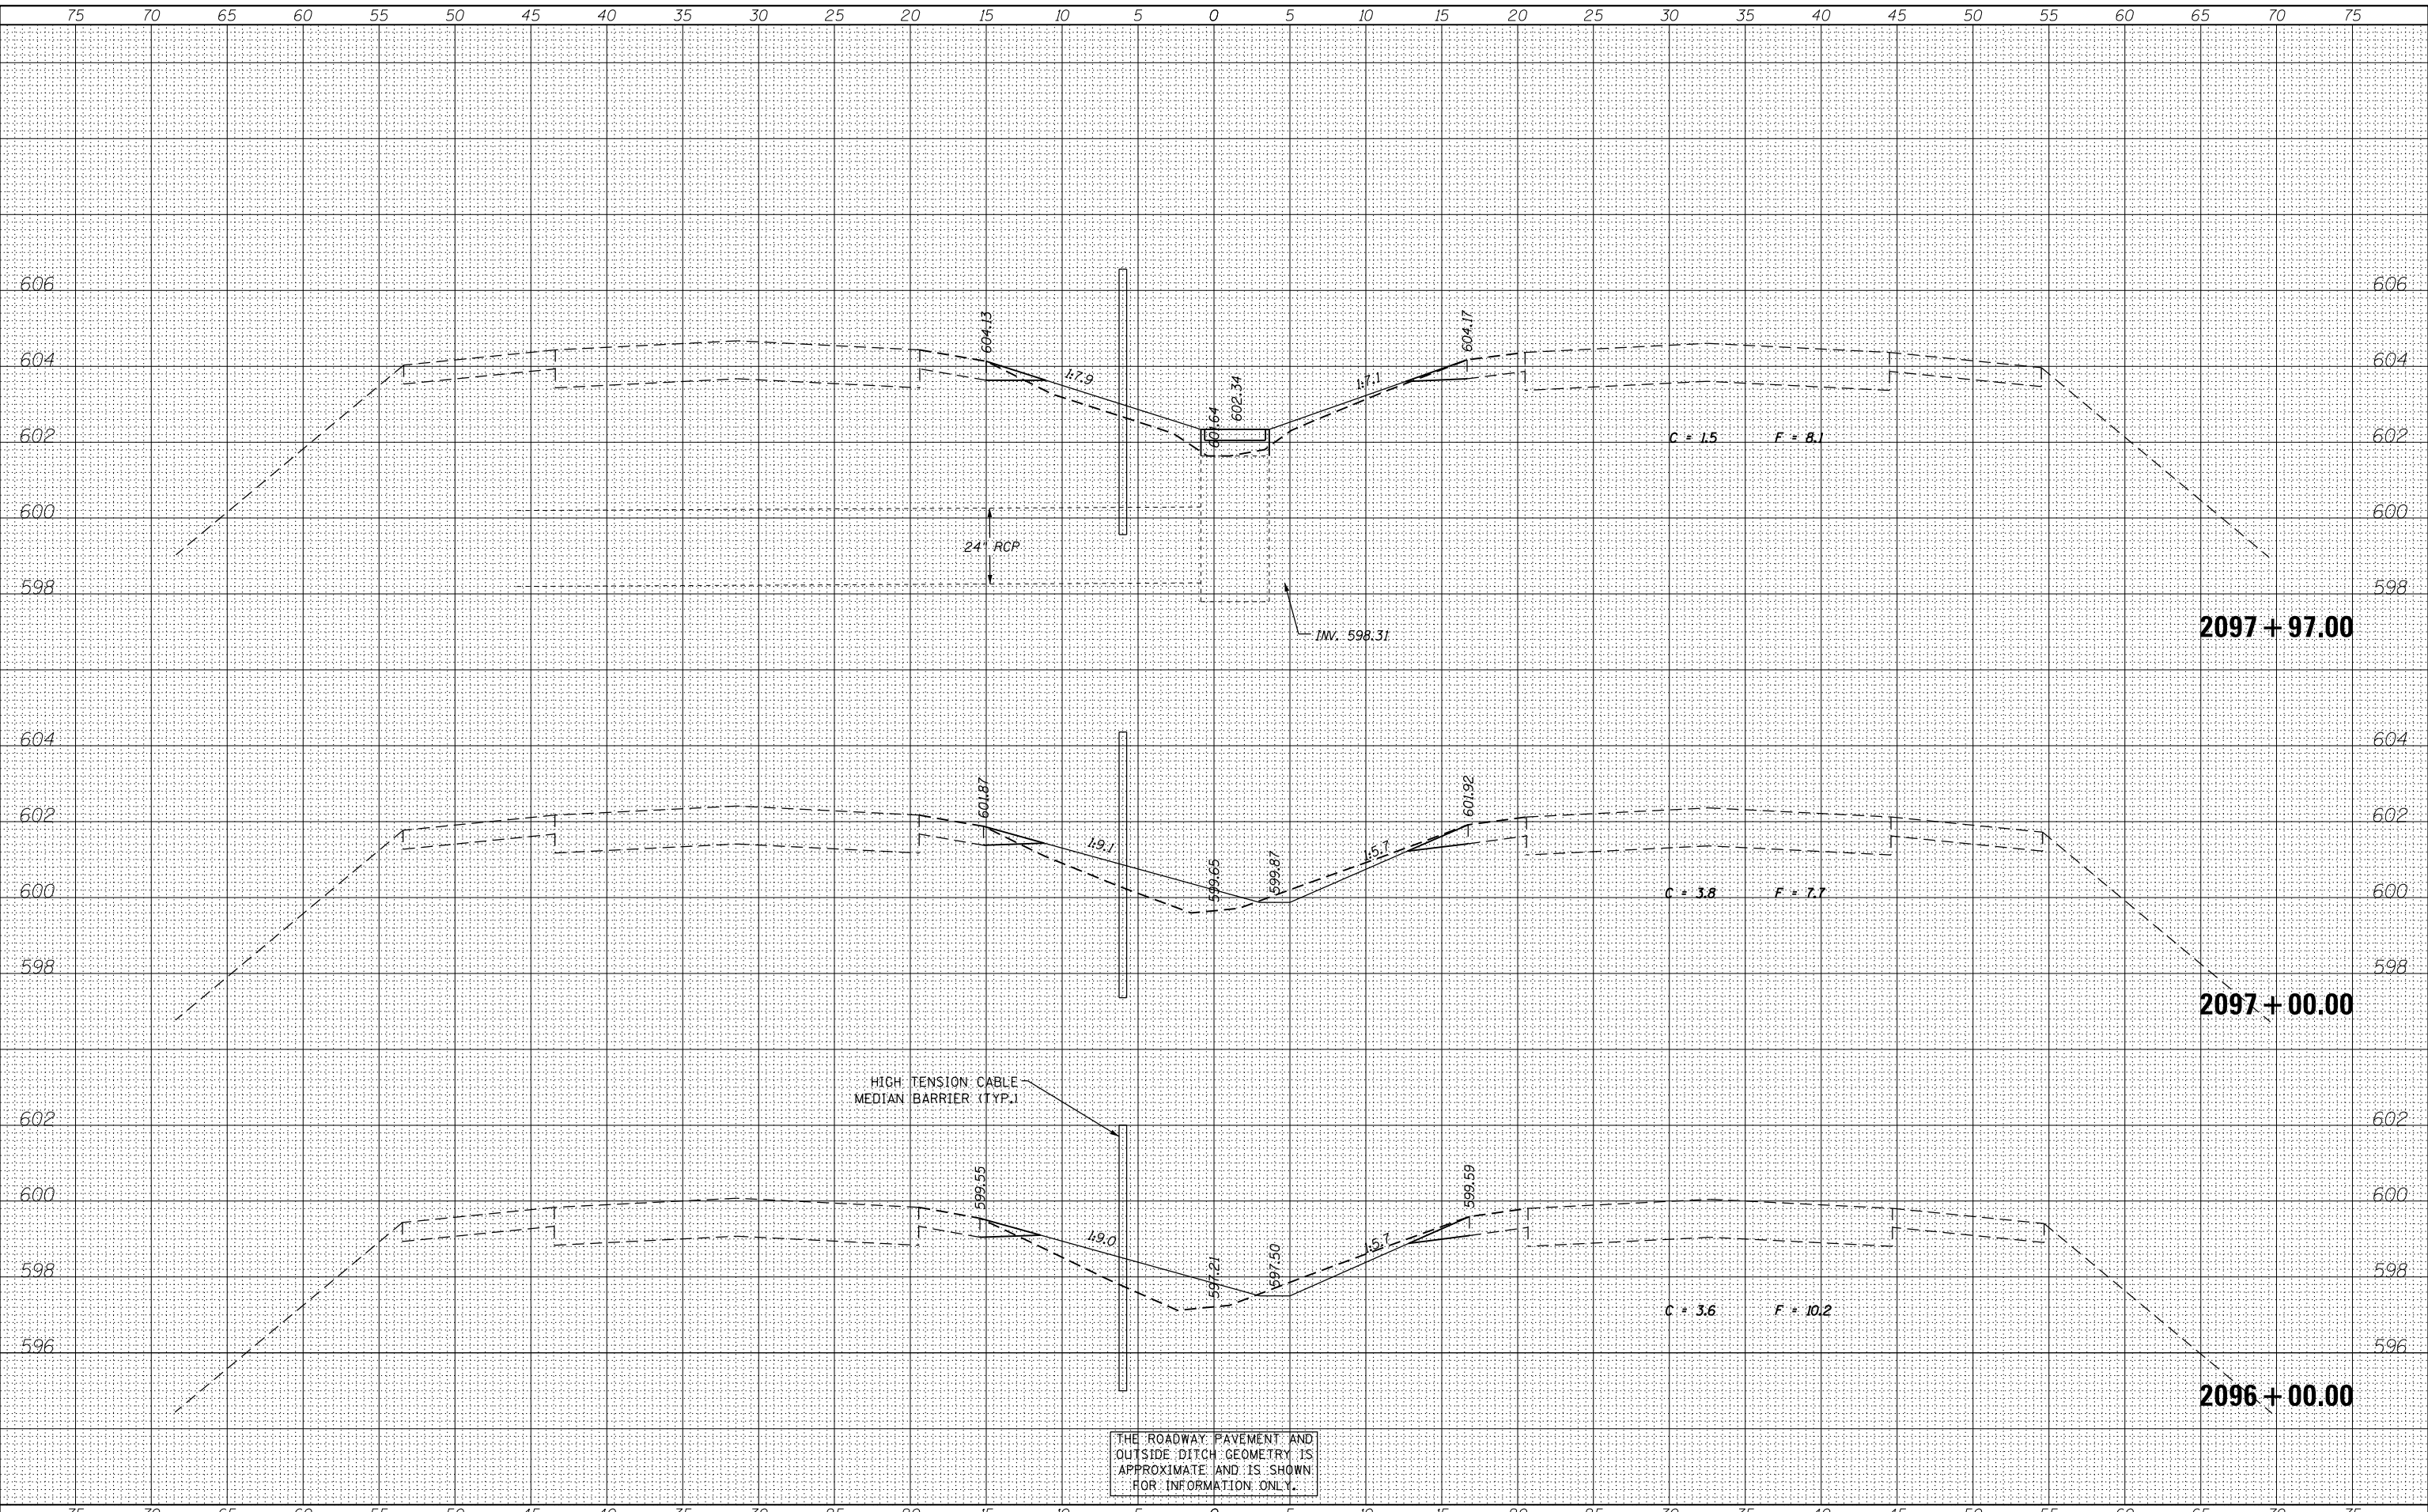 75 70 65 60 55 50 45 40 35 30 25 20 15 10 5 0 5 10 15 20 25 30 35 40 45 50 55 60 65 70 75
606 606
604.13 604.17
604 604
1:7.9 1:7.1
601.64 602.34
602 C = 1.5 F = 8.1 602
600 600
24" RCP
598 598
INV. 598.31
2097+97.00
604 604
601.87 601.92
602 602
1:9.1 1:5.7
599.65 599.87
600 C = 3.8 F = 7.7 600
598 598
2097+00.00
HIGH TENSION CABLE
MEDIAN BARRIER (TYP.)
602 602
599.55 599.59
600 600
1:9.0 1:5.7
597.21 597.50
598 598
C = 3.6 F = 10.2
596 596
2096+00.00
THE ROADWAY PAVEMENT AND
OUTSIDE DITCH GEOMETRY IS
APPROXIMATE AND IS SHOWN
FOR INFORMATION ONLY.
75 70 65 60 55 50 45 40 35 30 25 20 15 10 5 0 5 10 15 20 25 30 35 40 45 50 55 60 65 70 75